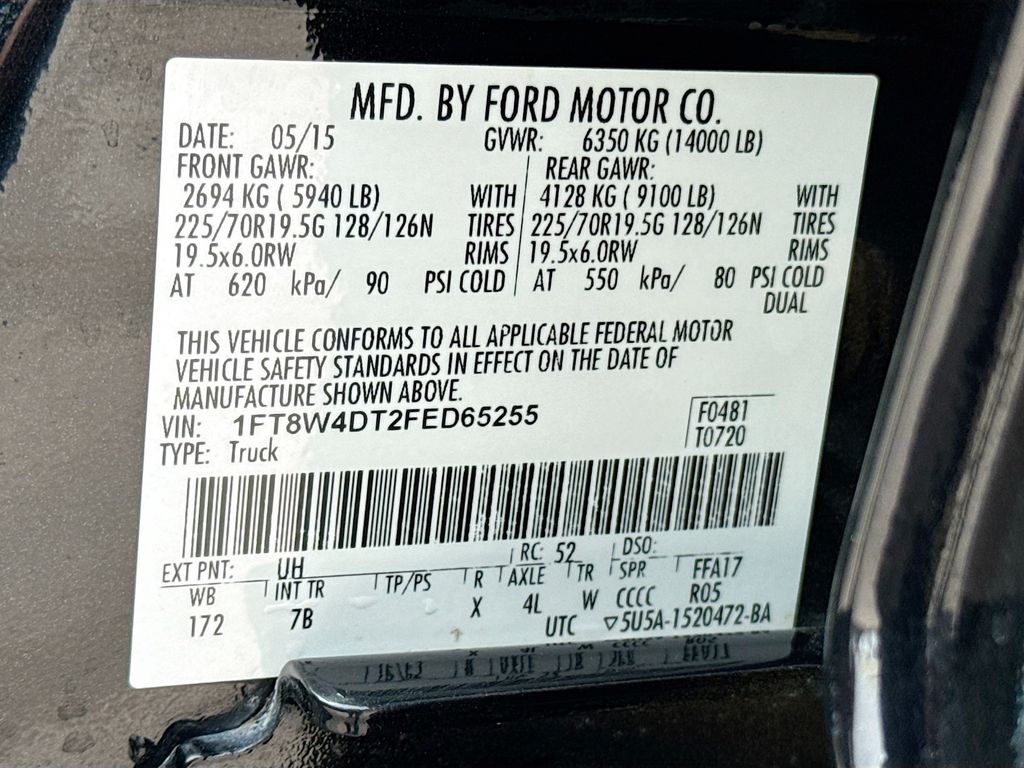 MFD. BY FORD MOTOR CO.
DATE: 05/15 GVWR: 6350 KG (14000 LB)
FRONT GAWR: REAR GAWR:
2694 KG ( 5940 LB) WITH 4128 KG ( 9100 LB) WITH
225/70R19.5G 128/126N TIRES 225/70R19.5G 128/126N TIRES
19.5x6.0RW RIMS 19.5x6.0RW RIMS
AT 620 kPa/ 90 PSI COLD AT 550 kPa/ 80 PSI COLD
DUAL
THIS VEHICLE CONFORMS TO ALL APPLICABLE FEDERAL MOTOR
VEHICLE SAFETY STANDARDS IN EFFECT ON THE DATE OF
MANUFACTURE SHOWN ABOVE.
VIN: 1FT8W4DT2FED65255 F0481
TYPE: Truck T0720
EXT PNT: UH RC: 52 DSO:
WB INT TR TP/PS R AXLE TR SPR FFA17
172 7B X 4L W CCCC R05
UTC ▽5U5A-1520472-BA